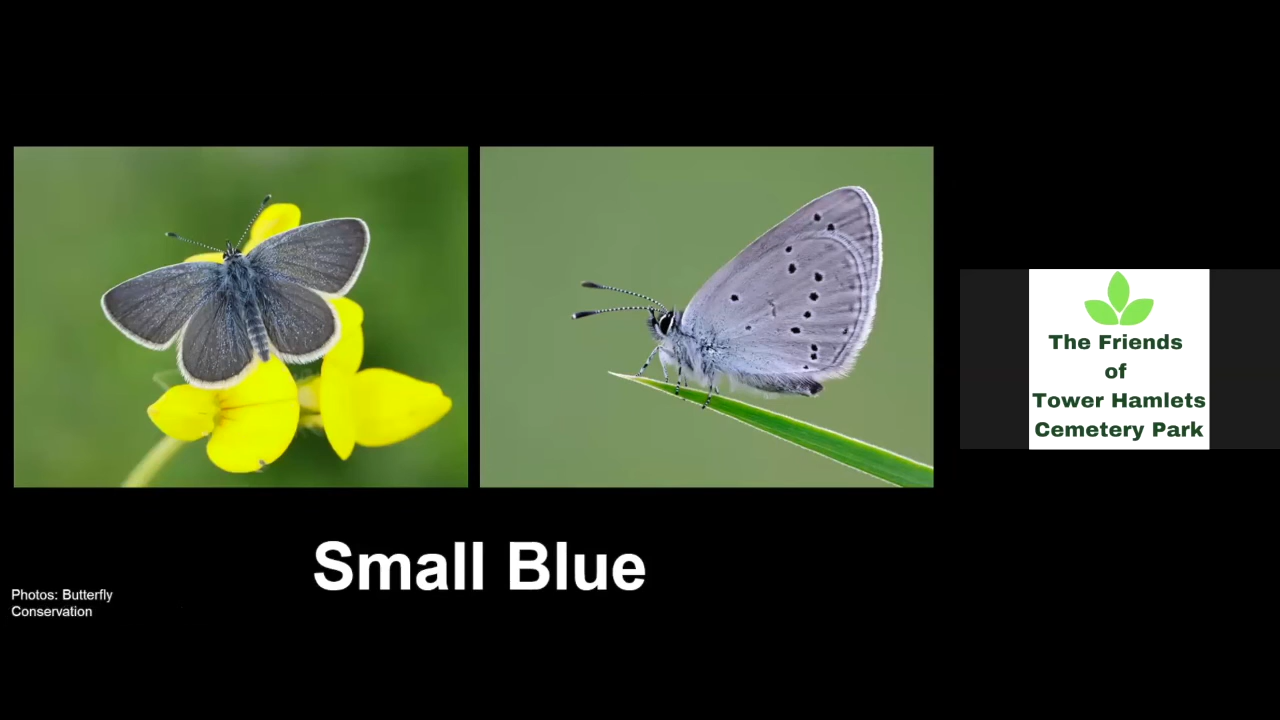 Small Blue
Photos: Butterfly
Conservation
The Friends
of
Tower Hamlets
Cemetery Park